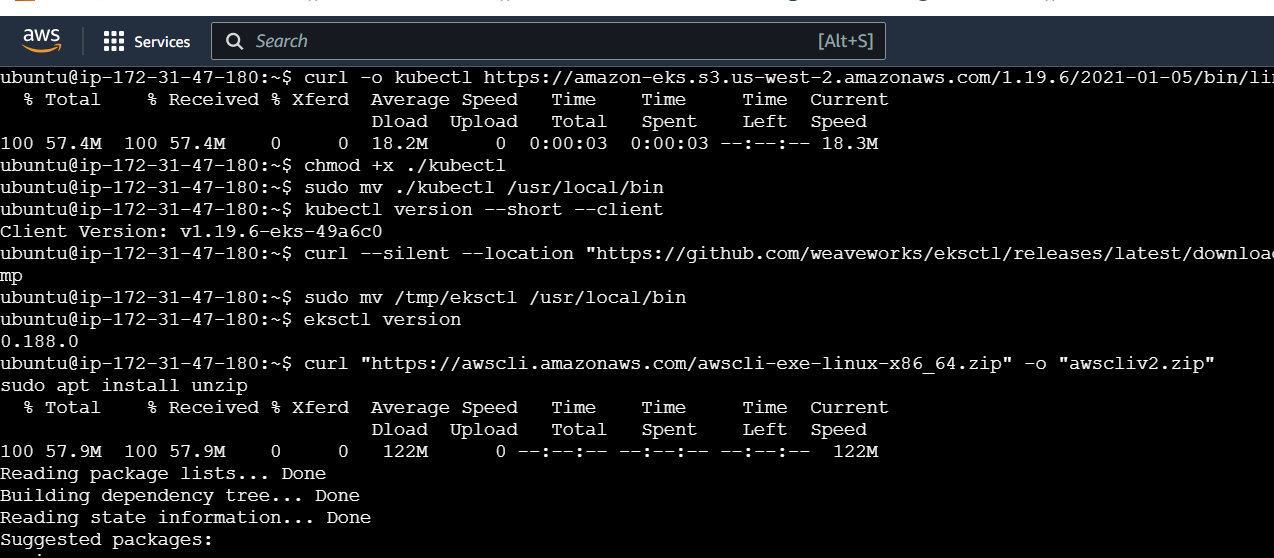 aws
Services
Search
[Alt+S]
ubuntu@ip-172-31-47-180:~$ curl -o kubectl https://amazon-eks.s3.us-west-2.amazonaws.com/1.19.6/2021-01-05/bin/li
% Total % Received % Xferd Average Speed Time Time Time Current
Dload Upload Total Spent Left Speed
100 57.4M 100 57.4M 0 0 18.2M 0 0:00:03 0:00:03 --:--:-- 18.3M
ubuntu@ip-172-31-47-180:~$ chmod +x ./kubectl
ubuntu@ip-172-31-47-180:~$ sudo mv ./kubectl /usr/local/bin
ubuntu@ip-172-31-47-180:~$ kubectl version --short --client
Client Version: v1.19.6-eks-49a6c0
ubuntu@ip-172-31-47-180:~$ curl --silent --location "https://github.com/weaveworks/eksctl/releases/latest/downloa
mp
ubuntu@ip-172-31-47-180:~$ sudo mv /tmp/eksctl /usr/local/bin
ubuntu@ip-172-31-47-180:~$ eksctl version
0.188.0
ubuntu@ip-172-31-47-180:~$ curl "https://awscli.amazonaws.com/awscli-exe-linux-x86_64.zip" -o "awscliv2.zip"
sudo apt install unzip
% Total % Received % Xferd Average Speed Time Time Time Current
Dload Upload Total Spent Left Speed
100 57.9M 100 57.9M 0 0 122M 0 --:--:-- --:--:-- --:--:-- 122M
Reading package lists... Done
Building dependency tree... Done
Reading state information... Done
Suggested packages: